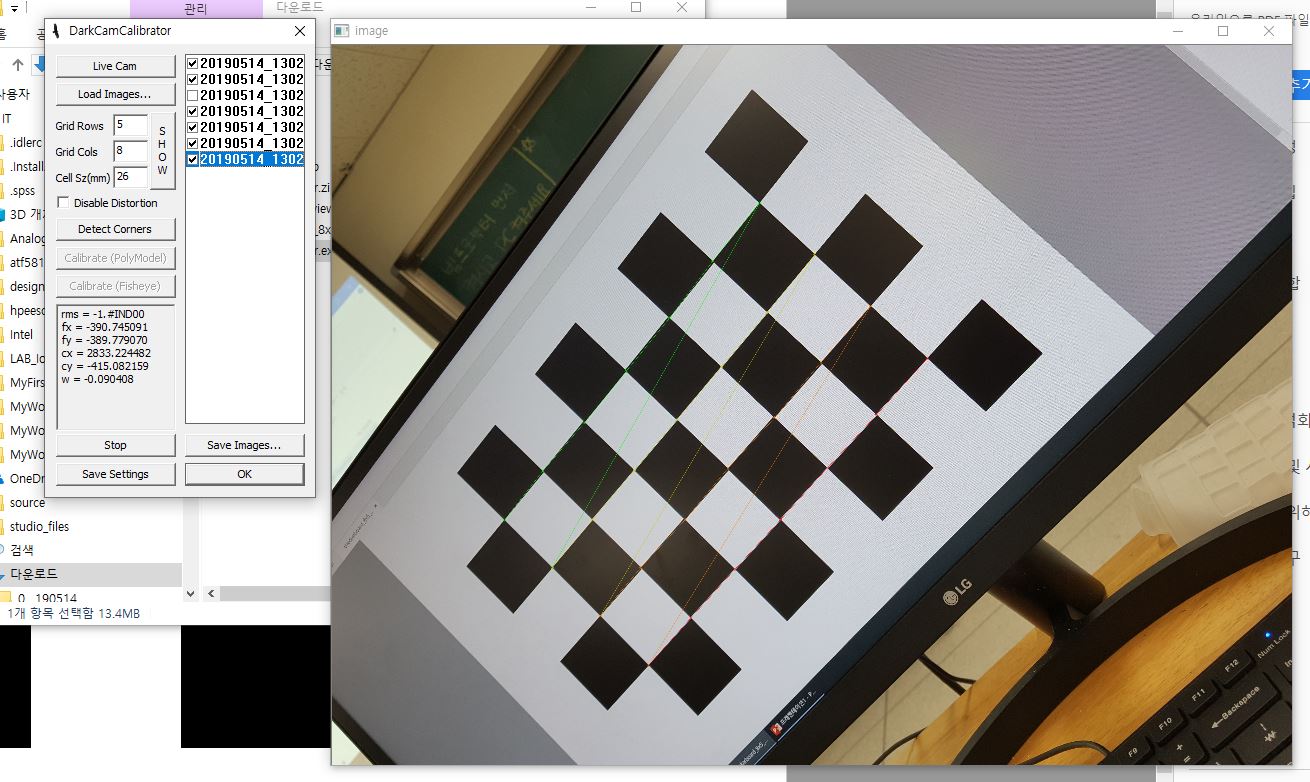 관리
다운로드
DarkCamCalibrator
image
Live Cam
Load Images...
Grid Rows 5
Grid Cols 8
Cell Sz(mm) 26
S
H
O
W
Disable Distortion
Detect Corners
Calibrate (PolyModel)
Calibrate (Fisheye)
rms = -1.#IND00
fx = -390.745091
fy = -389.779070
cx = 2833.224482
cy = -415.082159
w = -0.090408
Stop
Save Settings
20190514_1302
20190514_1302
20190514_1302
20190514_1302
20190514_1302
20190514_1302
20190514_1302
Save Images...
OK
사용자
IT
.idlerc
.Install
.spss
3D 개
Analog
atf581
design
hpeesc
Intel
LAB_lo
MyFirs
MyWo
MyWo
MyWo
OneDr
source
studio_files
검색
다운로드
0_190514
1개 항목 선택함 13.4MB
r.zi
view
_8x
r.ex
LG
Num Lock
F12
F11
F10
F9
Backspace
₩
+
=